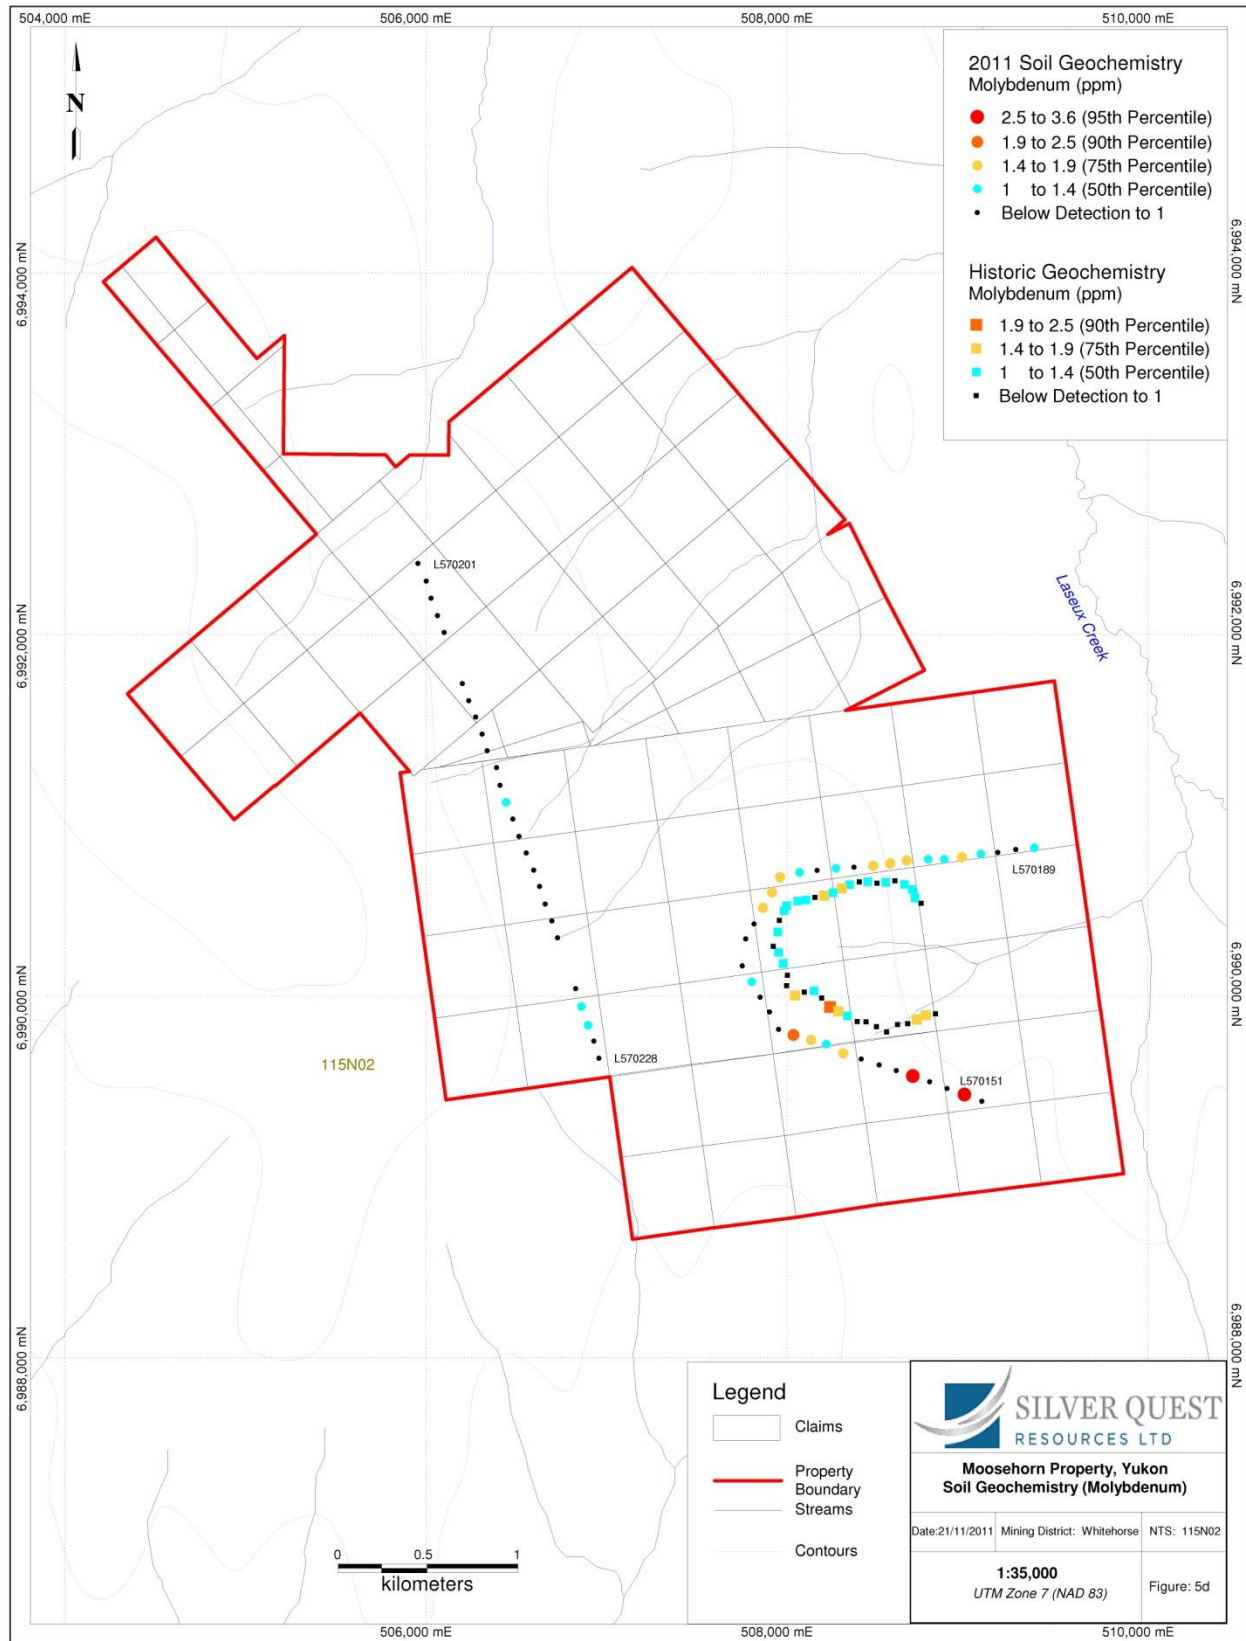 504,000 mE
506,000 mE
508,000 mE
510,000 mE
N
2011 Soil Geochemistry
Molybdenum (ppm)
2.5 to 3.6 (95th Percentile)
1.9 to 2.5 (90th Percentile)
1.4 to 1.9 (75th Percentile)
1 to 1.4 (50th Percentile)
Below Detection to 1
Historic Geochemistry
Molybdenum (ppm)
1.9 to 2.5 (90th Percentile)
1.4 to 1.9 (75th Percentile)
1 to 1.4 (50th Percentile)
Below Detection to 1
6,994,000 mN
6,994,000 mN
L570201
Laseux Creek
6,992,000 mN
6,992,000 mN
L570189
6,990,000 mN
6,990,000 mN
L570228
115N02
L570151
6,988,000 mN
6,988,000 mN
Legend
Claims
Property
Boundary
Streams
Contours
0 0.5 1
kilometers
SILVER QUEST
RESOURCES LTD
Moosehorn Property, Yukon
Soil Geochemistry (Molybdenum)
Date:21/11/2011
Mining District: Whitehorse
NTS: 115N02
1:35,000
UTM Zone 7 (NAD 83)
Figure: 5d
506,000 mE
508,000 mE
510,000 mE